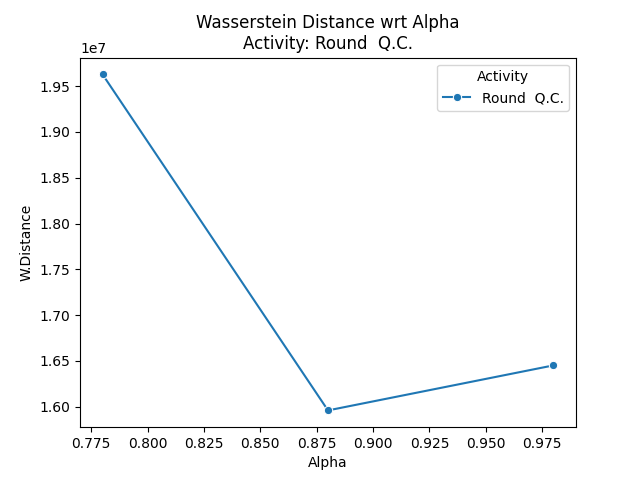 Wasserstein Distance wrt Alpha
Activity: Round  Q.C.
1e7
Activity
Round  Q.C.
1.95
1.90
1.85
1.80
1.75
1.70
1.65
1.60
W.Distance
0.775 0.800 0.825 0.850 0.875 0.900 0.925 0.950 0.975
Alpha